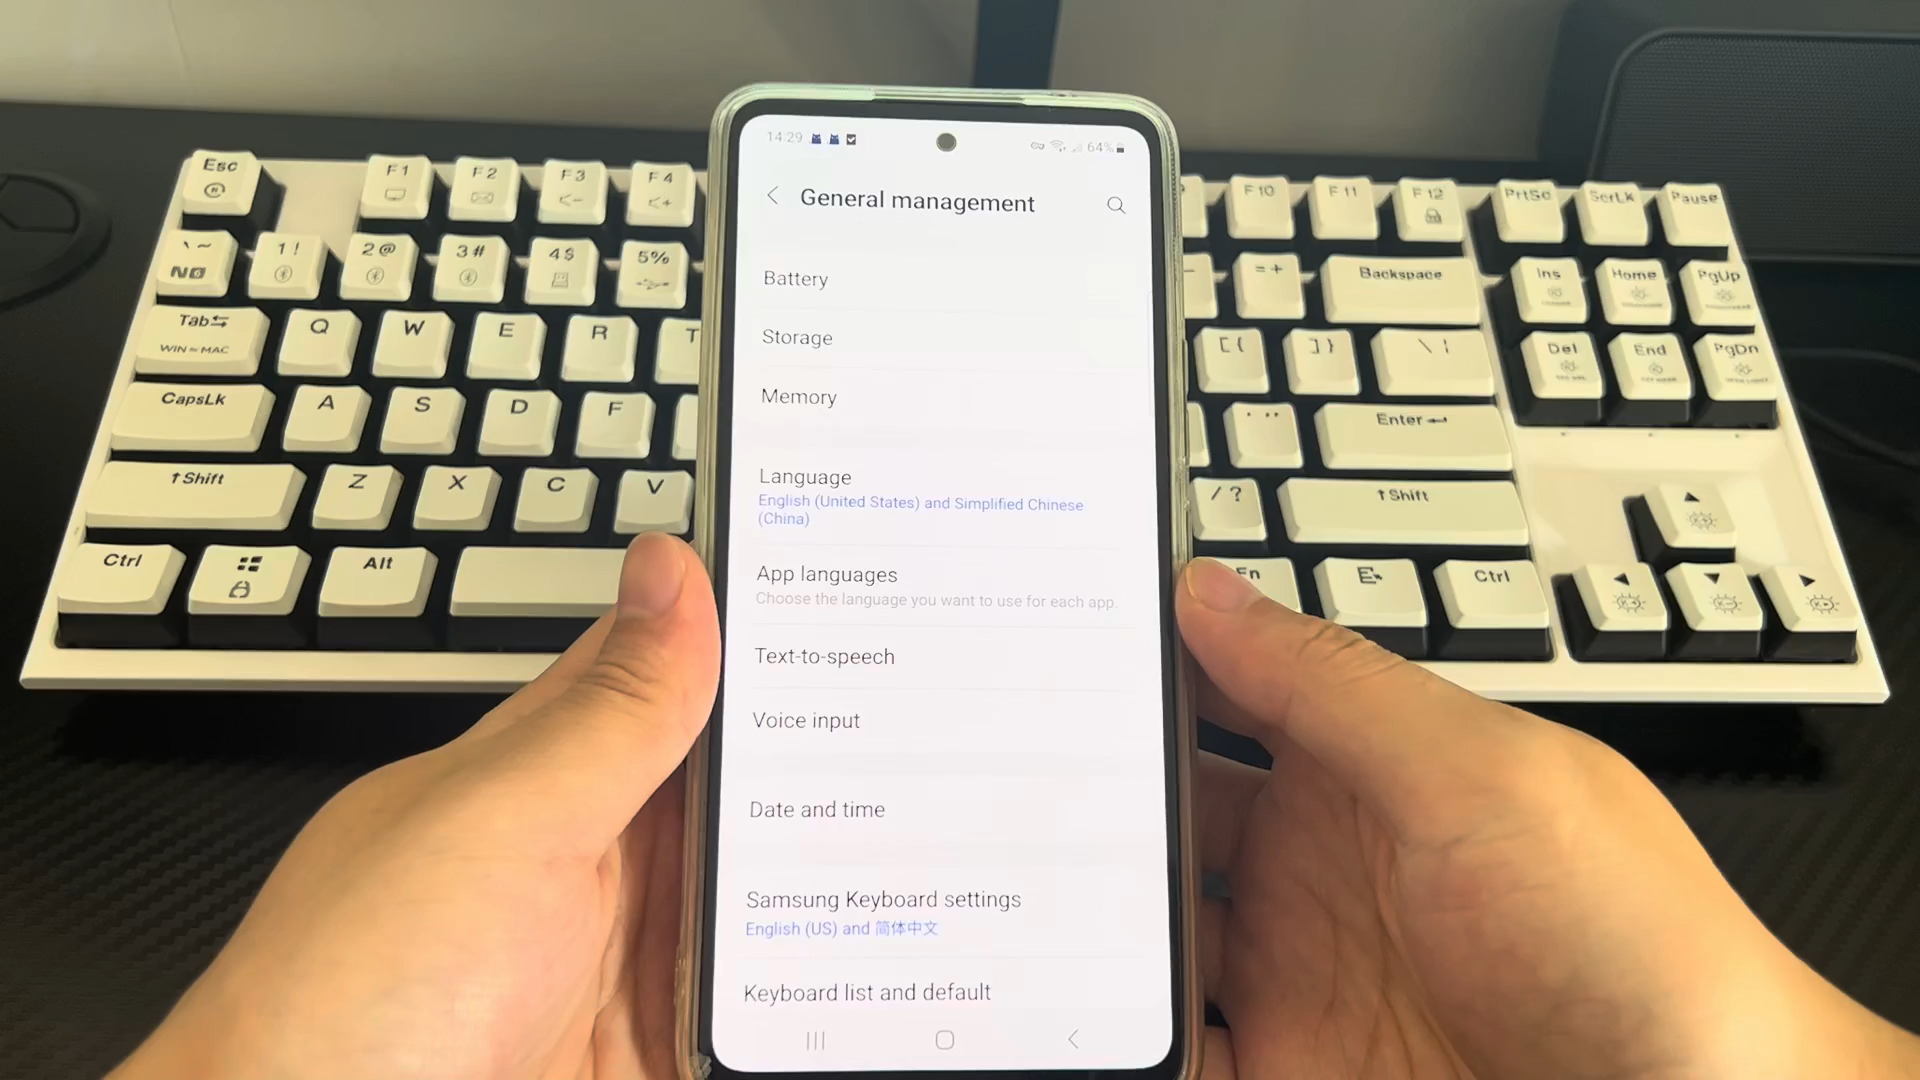 14:29
64%
General management
Battery
Storage
Memory
Language
English (United States) and Simplified Chinese
(China)
App languages
Choose the language you want to use for each app.
Text-to-speech
Voice input
Date and time
Samsung Keyboard settings
English (US) and 简体中文
Keyboard list and default
Esc F1 F2 F3 F4 F10 F11 F12 PrtSc ScrLk Pause
` ~ 1 ! 2 @ 3 # 4 $ 5 % - = + Backspace Ins Home PgUp
Tab Q W E R T [ { ] } \ | Del End PgDn
WIN MAC
CapsLk A S D F ' " Enter
Shift Z X C V / ? Shift
Ctrl Alt Fn Ctrl